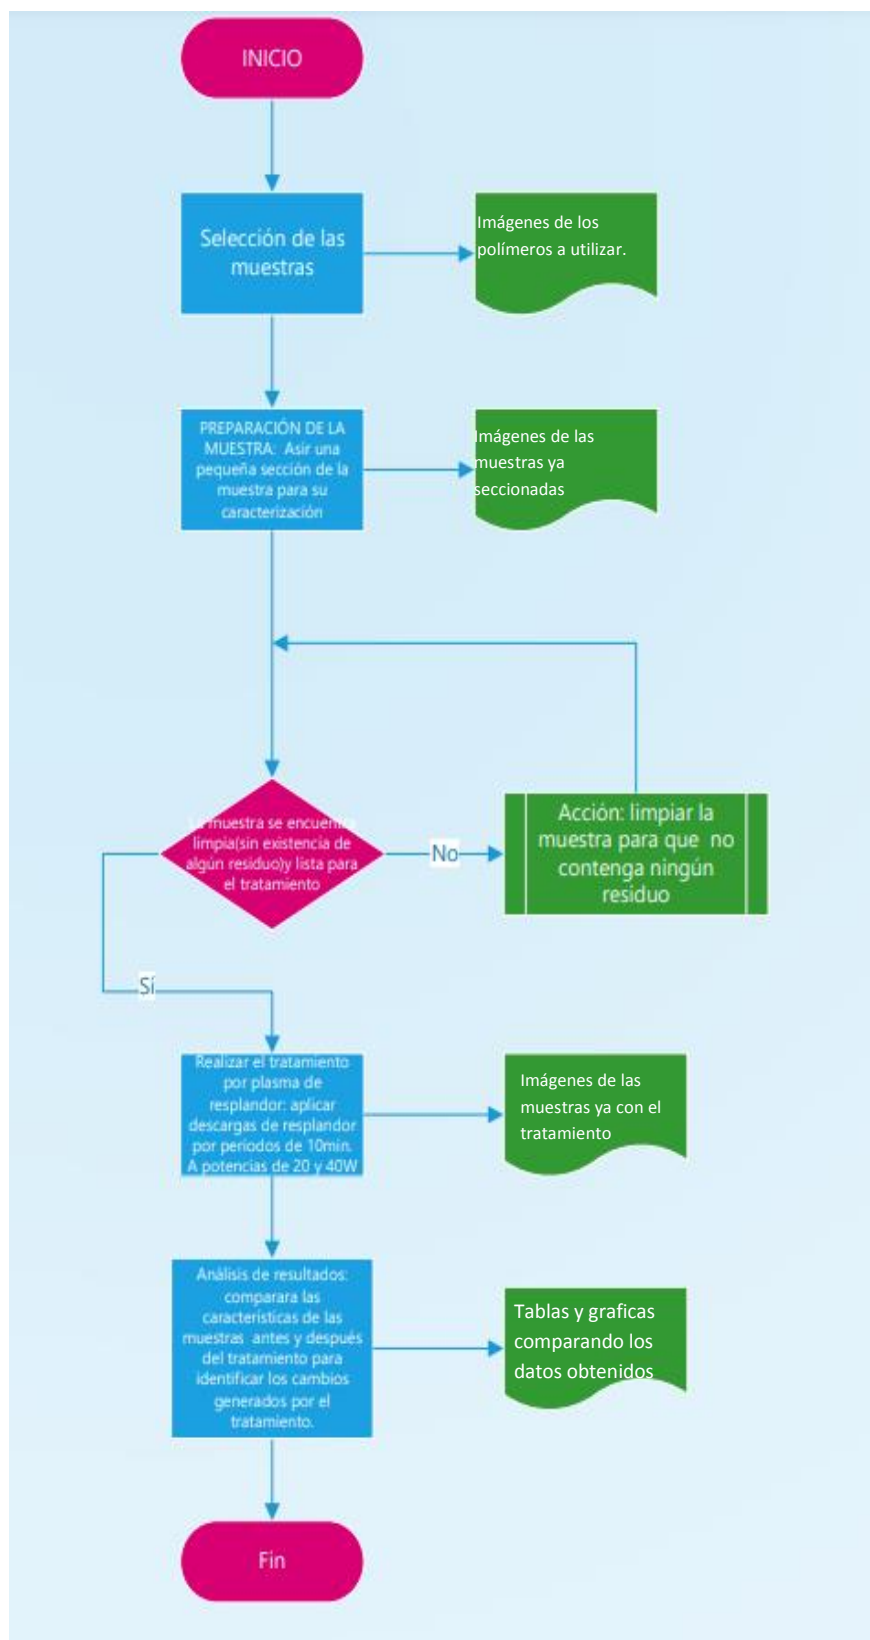 INICIO
Selección de las
muestras
Imágenes de los
polímeros a utilizar.
PREPARACIÓN DE LA
MUESTRA: Asir una
pequeña sección de la
muestra para su
caracterización
Imágenes de las
muestras ya
seccionadas
La muestra se encuentra
limpia(sin existencia de
algún residuo)y lista para
el tratamiento
No
Acción: limpiar la
muestra para que no
contenga ningún
residuo
Sí
Realizar el tratamiento
por plasma de
resplandor: aplicar
descargas de resplandor
por periodos de 10min.
A potencias de 20 y 40W
Imágenes de las
muestras ya con el
tratamiento
Análisis de resultados:
comparara las
características de las
muestras antes y después
del tratamiento para
identificar los cambios
generados por el
tratamiento.
Tablas y graficas
comparando los
datos obtenidos
Fin